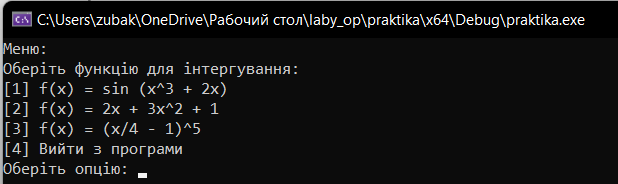 C:\Users\zubak\OneDrive\Рабочий стол\laby_op\praktika\x64\Debug\praktika.exe
Меню:
Оберіть функцію для інтергування:
[1] f(x) = sin (x^3 + 2x)
[2] f(x) = 2x + 3x^2 + 1
[3] f(x) = (x/4 - 1)^5
[4] Вийти з програми
Оберіть опцію: